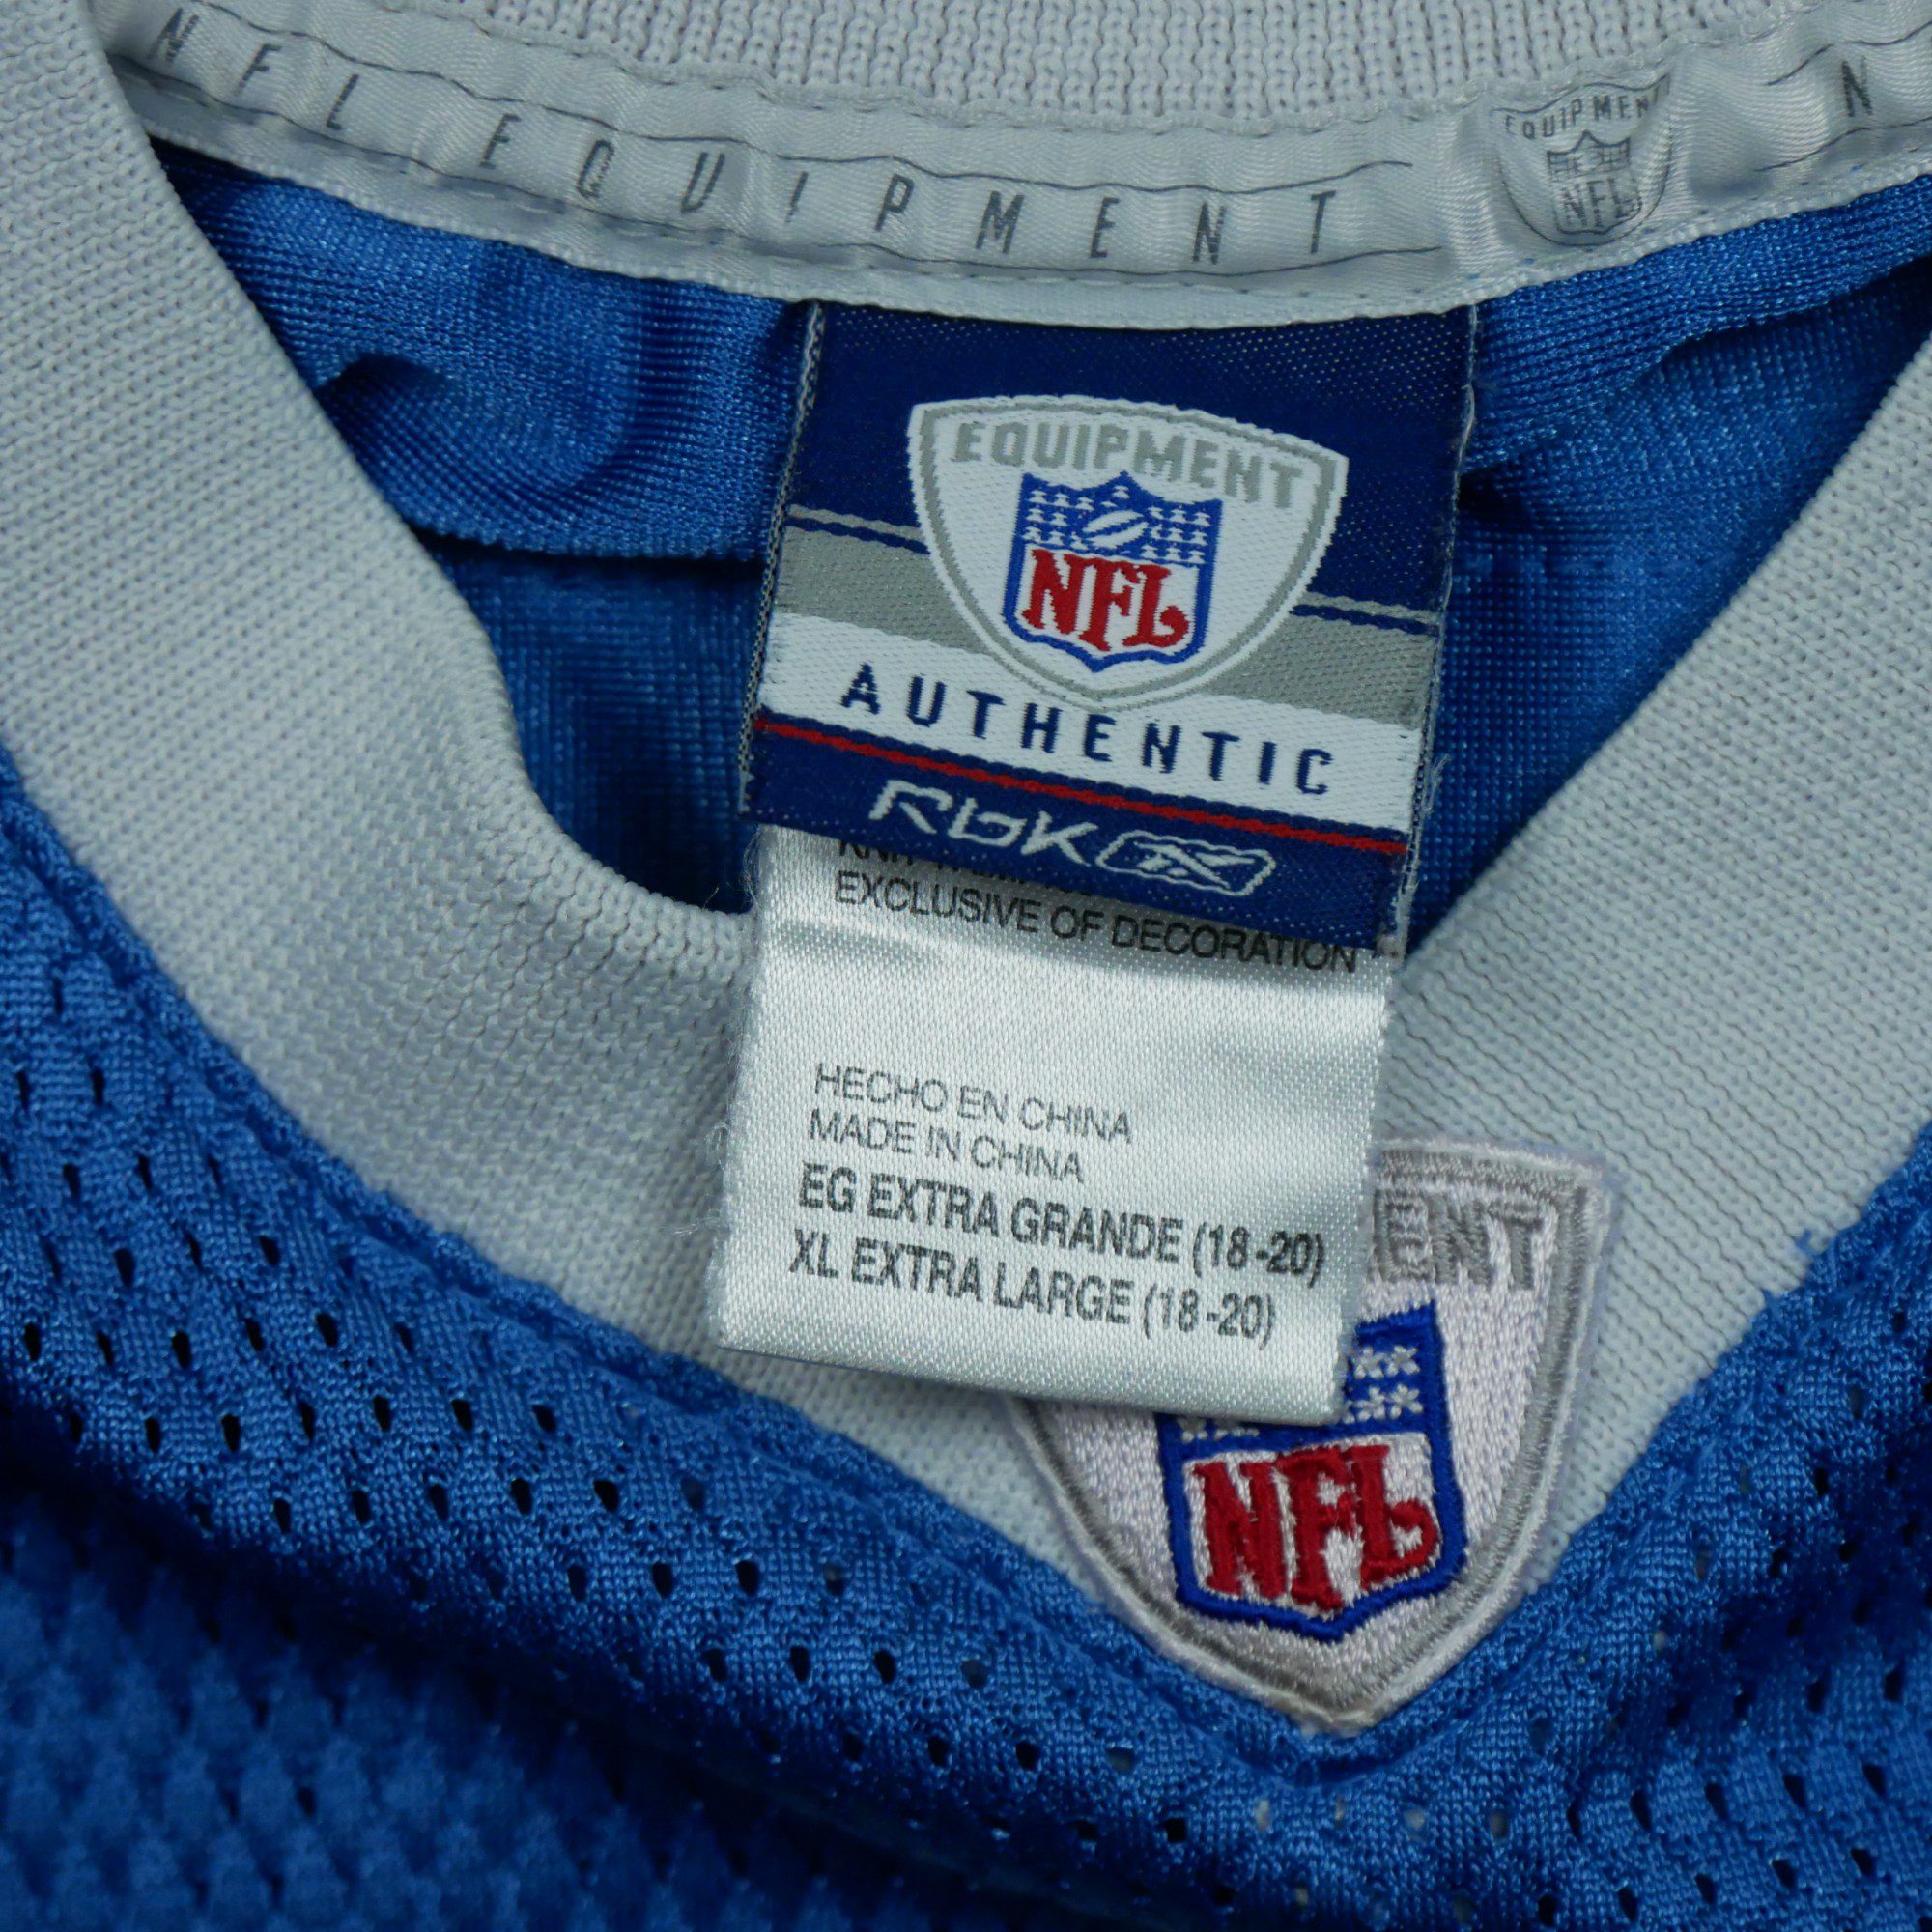 NFL EQUIPMENT
EQUIPMENT
NFL
N
EQUIPMENT
NFL
AUTHENTIC
RBK
EXCLUSIVE OF DECORATION
HECHO EN CHINA
MADE IN CHINA
EG EXTRA GRANDE (18-20)
XL EXTRA LARGE (18-20)
ENT
NFL